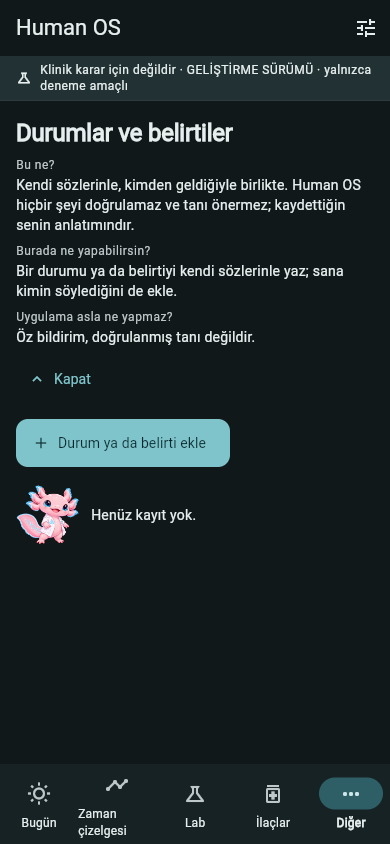 Human OS
Klinik karar için değildir · GELİŞTİRME SÜRÜMÜ · yalnızca
deneme amaçlı
Durumlar ve belirtiler
Bu ne?
Kendi sözlerinle, kimden geldiğiyle birlikte. Human OS
hiçbir şeyi doğrulamaz ve tanı önermez; kaydettiğin
senin anlatımındır.
Burada ne yapabilirsin?
Bir durumu ya da belirtiyi kendi sözlerinle yaz; sana
kimin söylediğini de ekle.
Uygulama asla ne yapmaz?
Öz bildirim, doğrulanmış tanı değildir.
Kapat
Durum ya da belirti ekle
Henüz kayıt yok.
Bugün
Zaman
çizelgesi
Lab
İlaçlar
Diğer